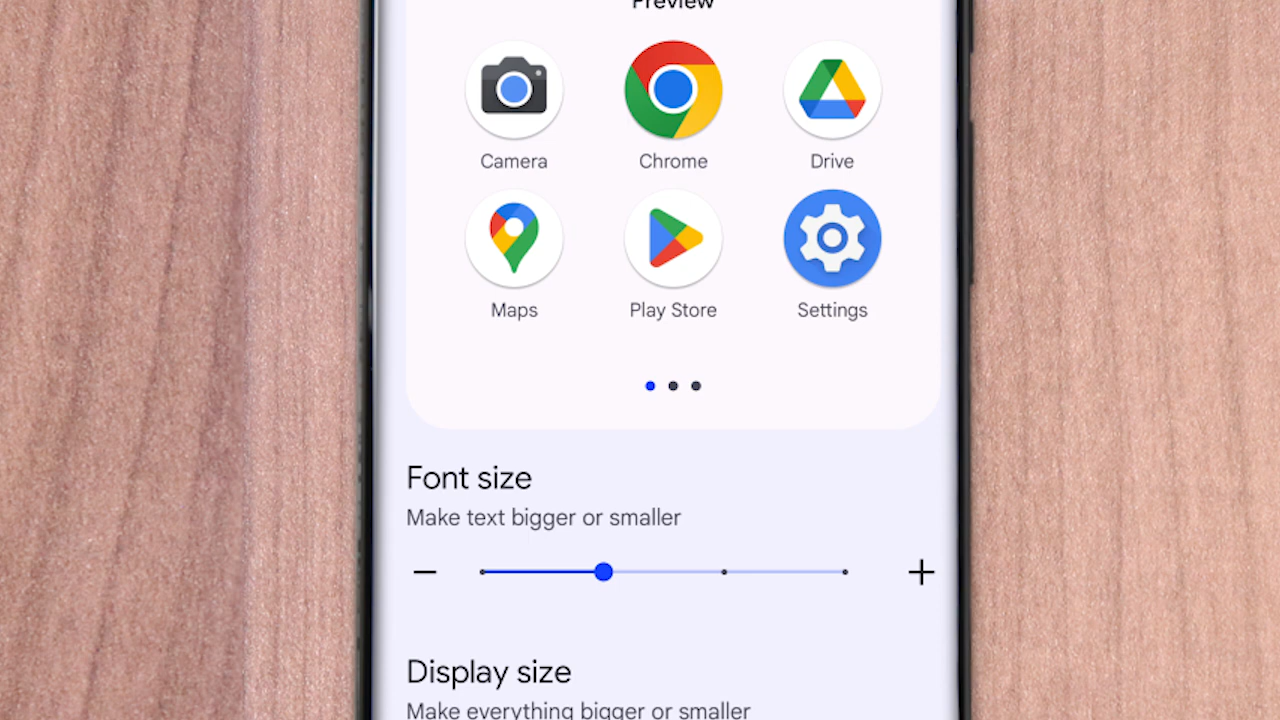 Preview
Camera Chrome Drive
Maps Play Store Settings
Font size
Make text bigger or smaller
Display size
Make everything bigger or smaller